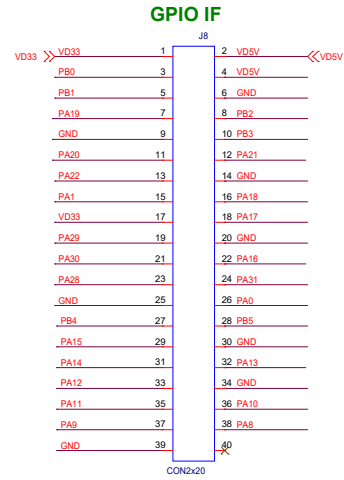 GPIO IF
J8
VD33 VD33 1 2 VD5V VD5V
PB0 3 4 VD5V
PB1 5 6 GND
PA19 7 8 PB2
GND 9 10 PB3
PA20 11 12 PA21
PA22 13 14 GND
PA1 15 16 PA18
VD33 17 18 PA17
PA29 19 20 GND
PA30 21 22 PA16
PA28 23 24 PA31
GND 25 26 PA0
PB4 27 28 PB5
PA15 29 30 GND
PA14 31 32 PA13
PA12 33 34 GND
PA11 35 36 PA10
PA9 37 38 PA8
GND 39 40
CON2x20